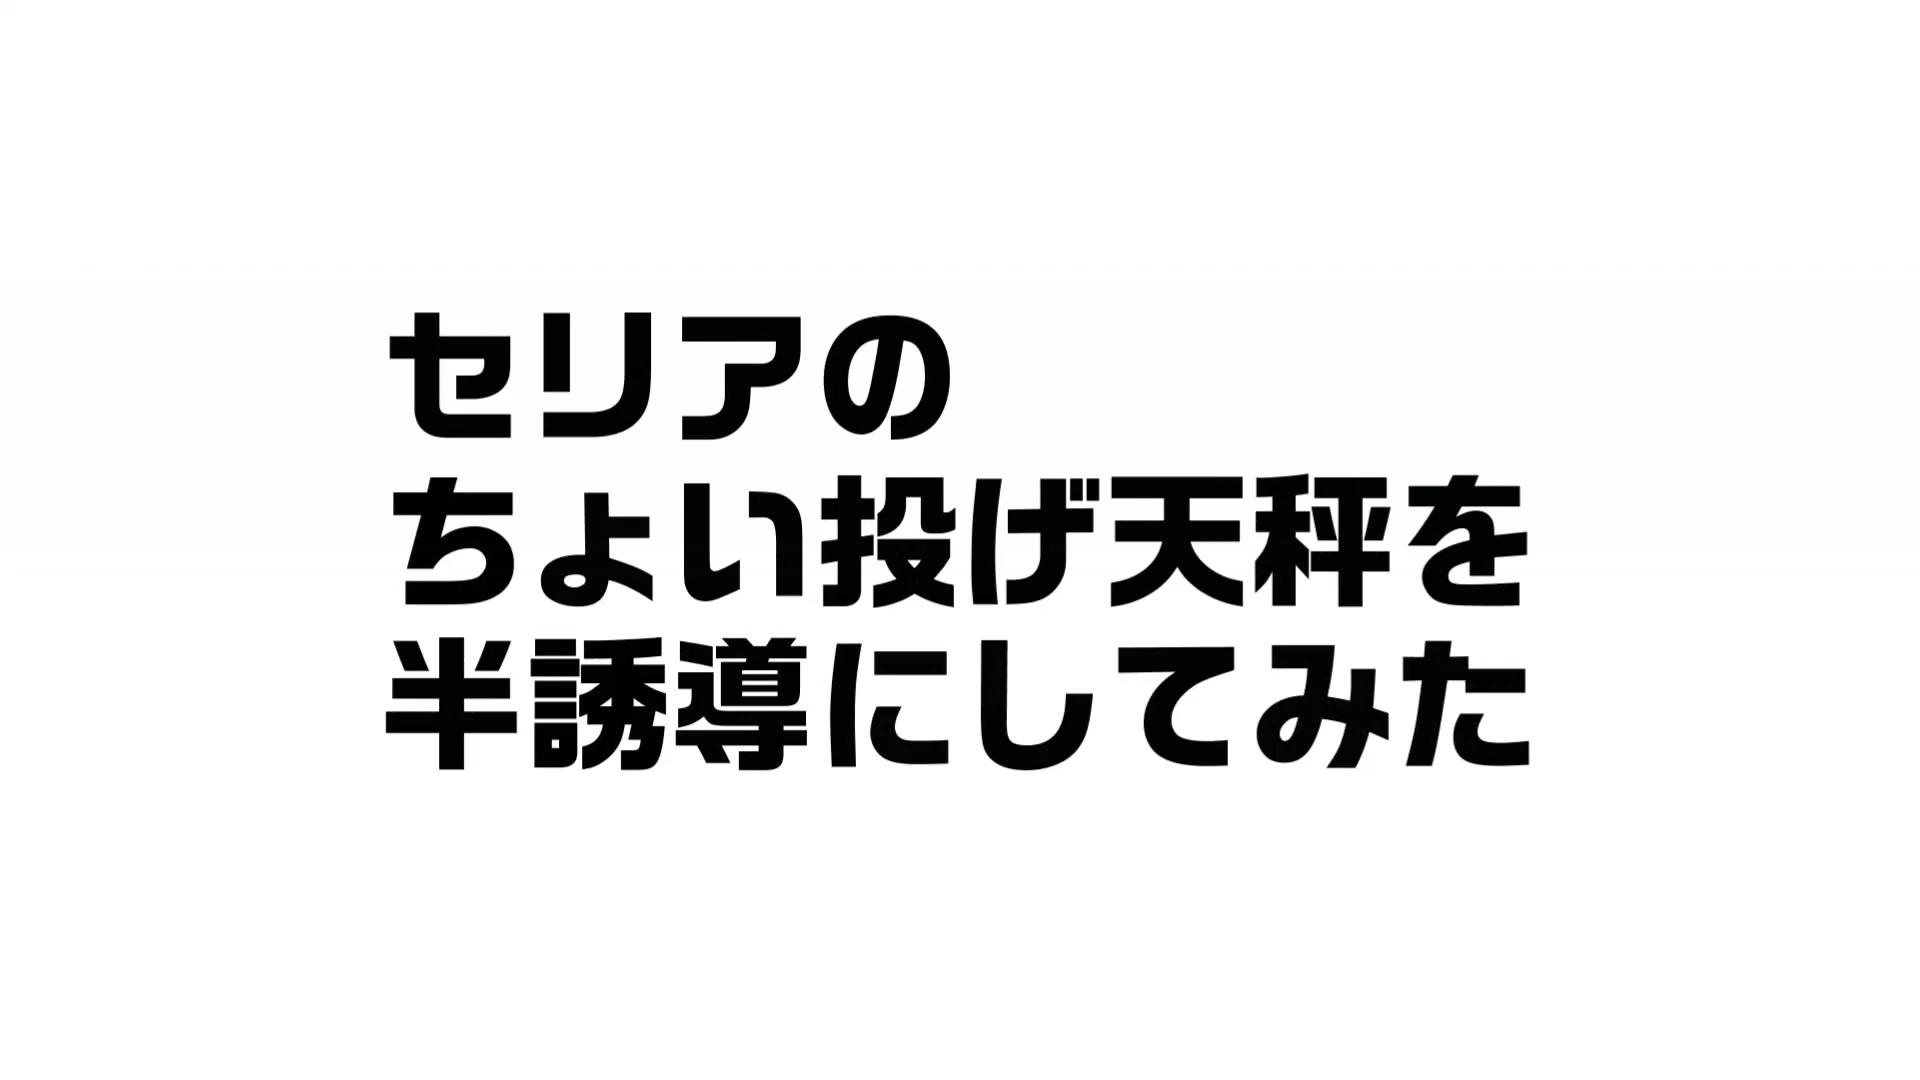 セリアの
ちょい投げ天秤を
半誘導にしてみた